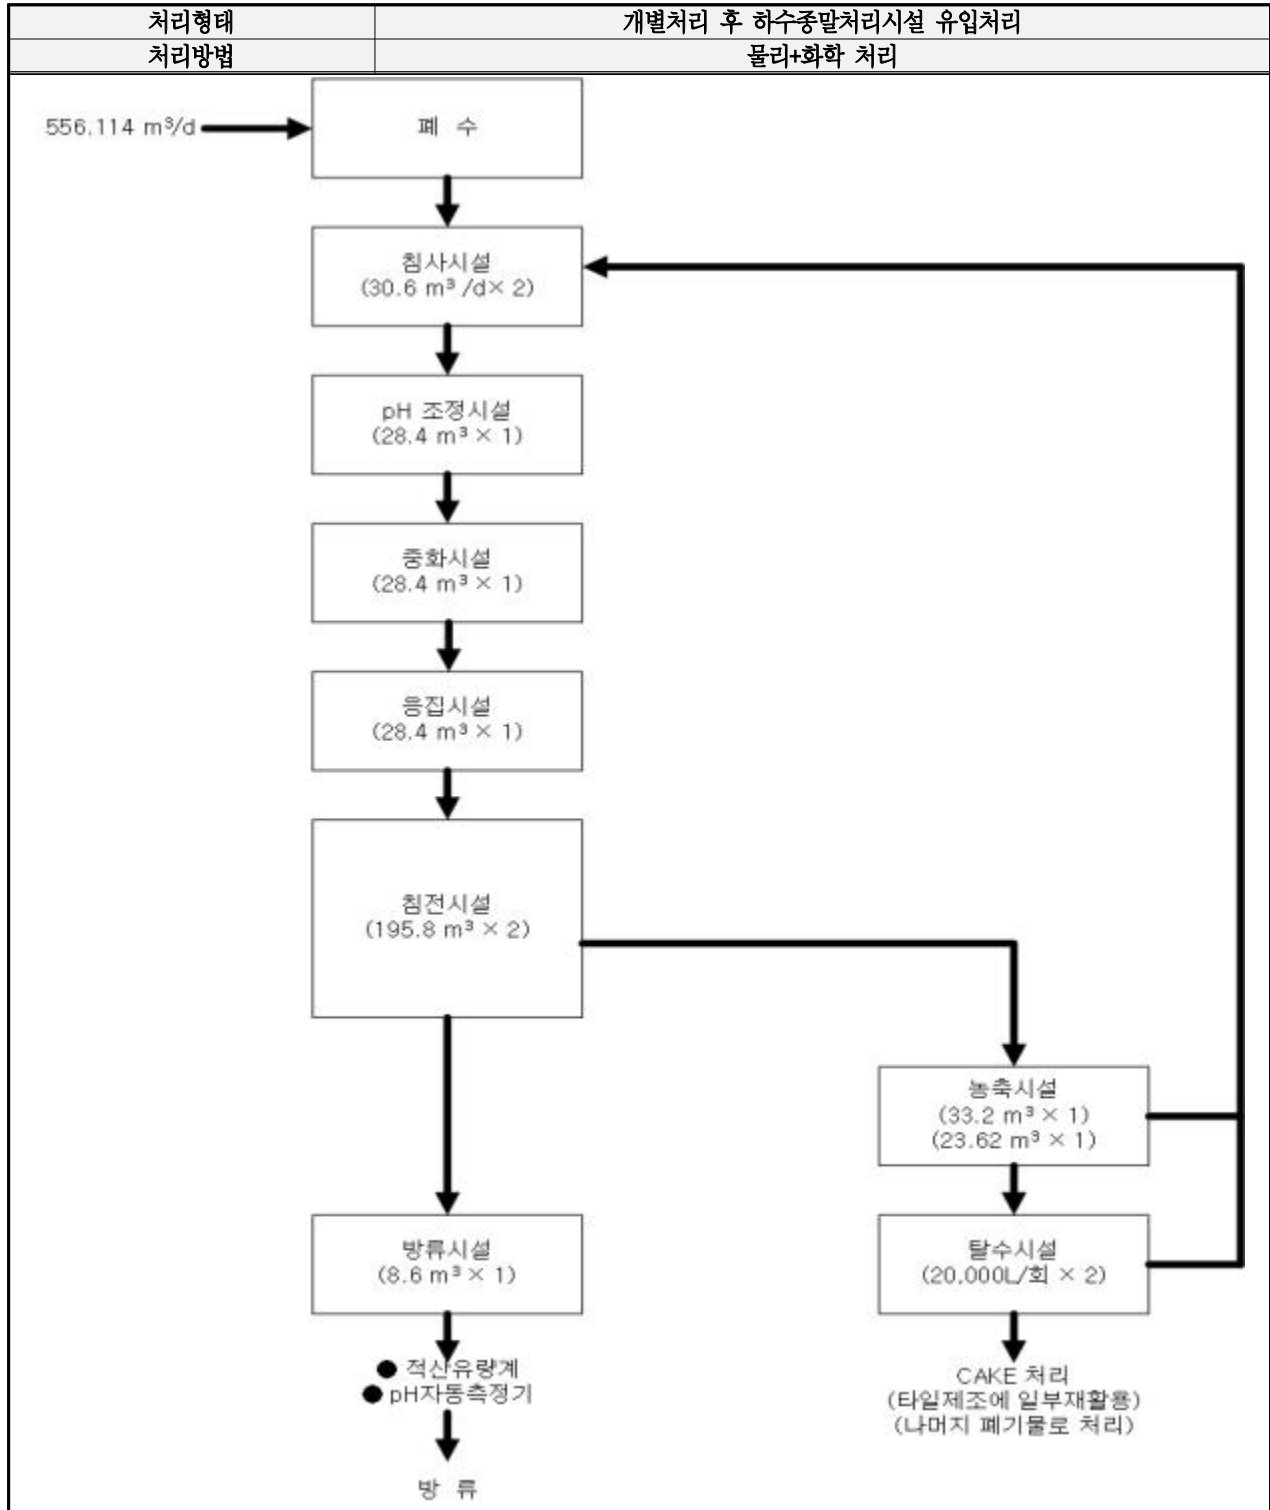 처리형태 개별처리 후 하수종말처리시설 유입처리
처리방법 물리+화학 처리
556.114 m³/d
폐 수
침사시설
(30.6 m³ /d× 2)
pH 조정시설
(28.4 m³ × 1)
중화시설
(28.4 m³ × 1)
응집시설
(28.4 m³ × 1)
침전시설
(195.8 m³ × 2)
농축시설
(33.2 m³ × 1)
(23.62 m³ × 1)
방류시설
(8.6 m³ × 1)
탈수시설
(20.000L/회 × 2)
● 적산유량계
● pH자동측정기
CAKE 처리
(타일제조에 일부재활용)
(나머지 폐기물로 처리)
방 류